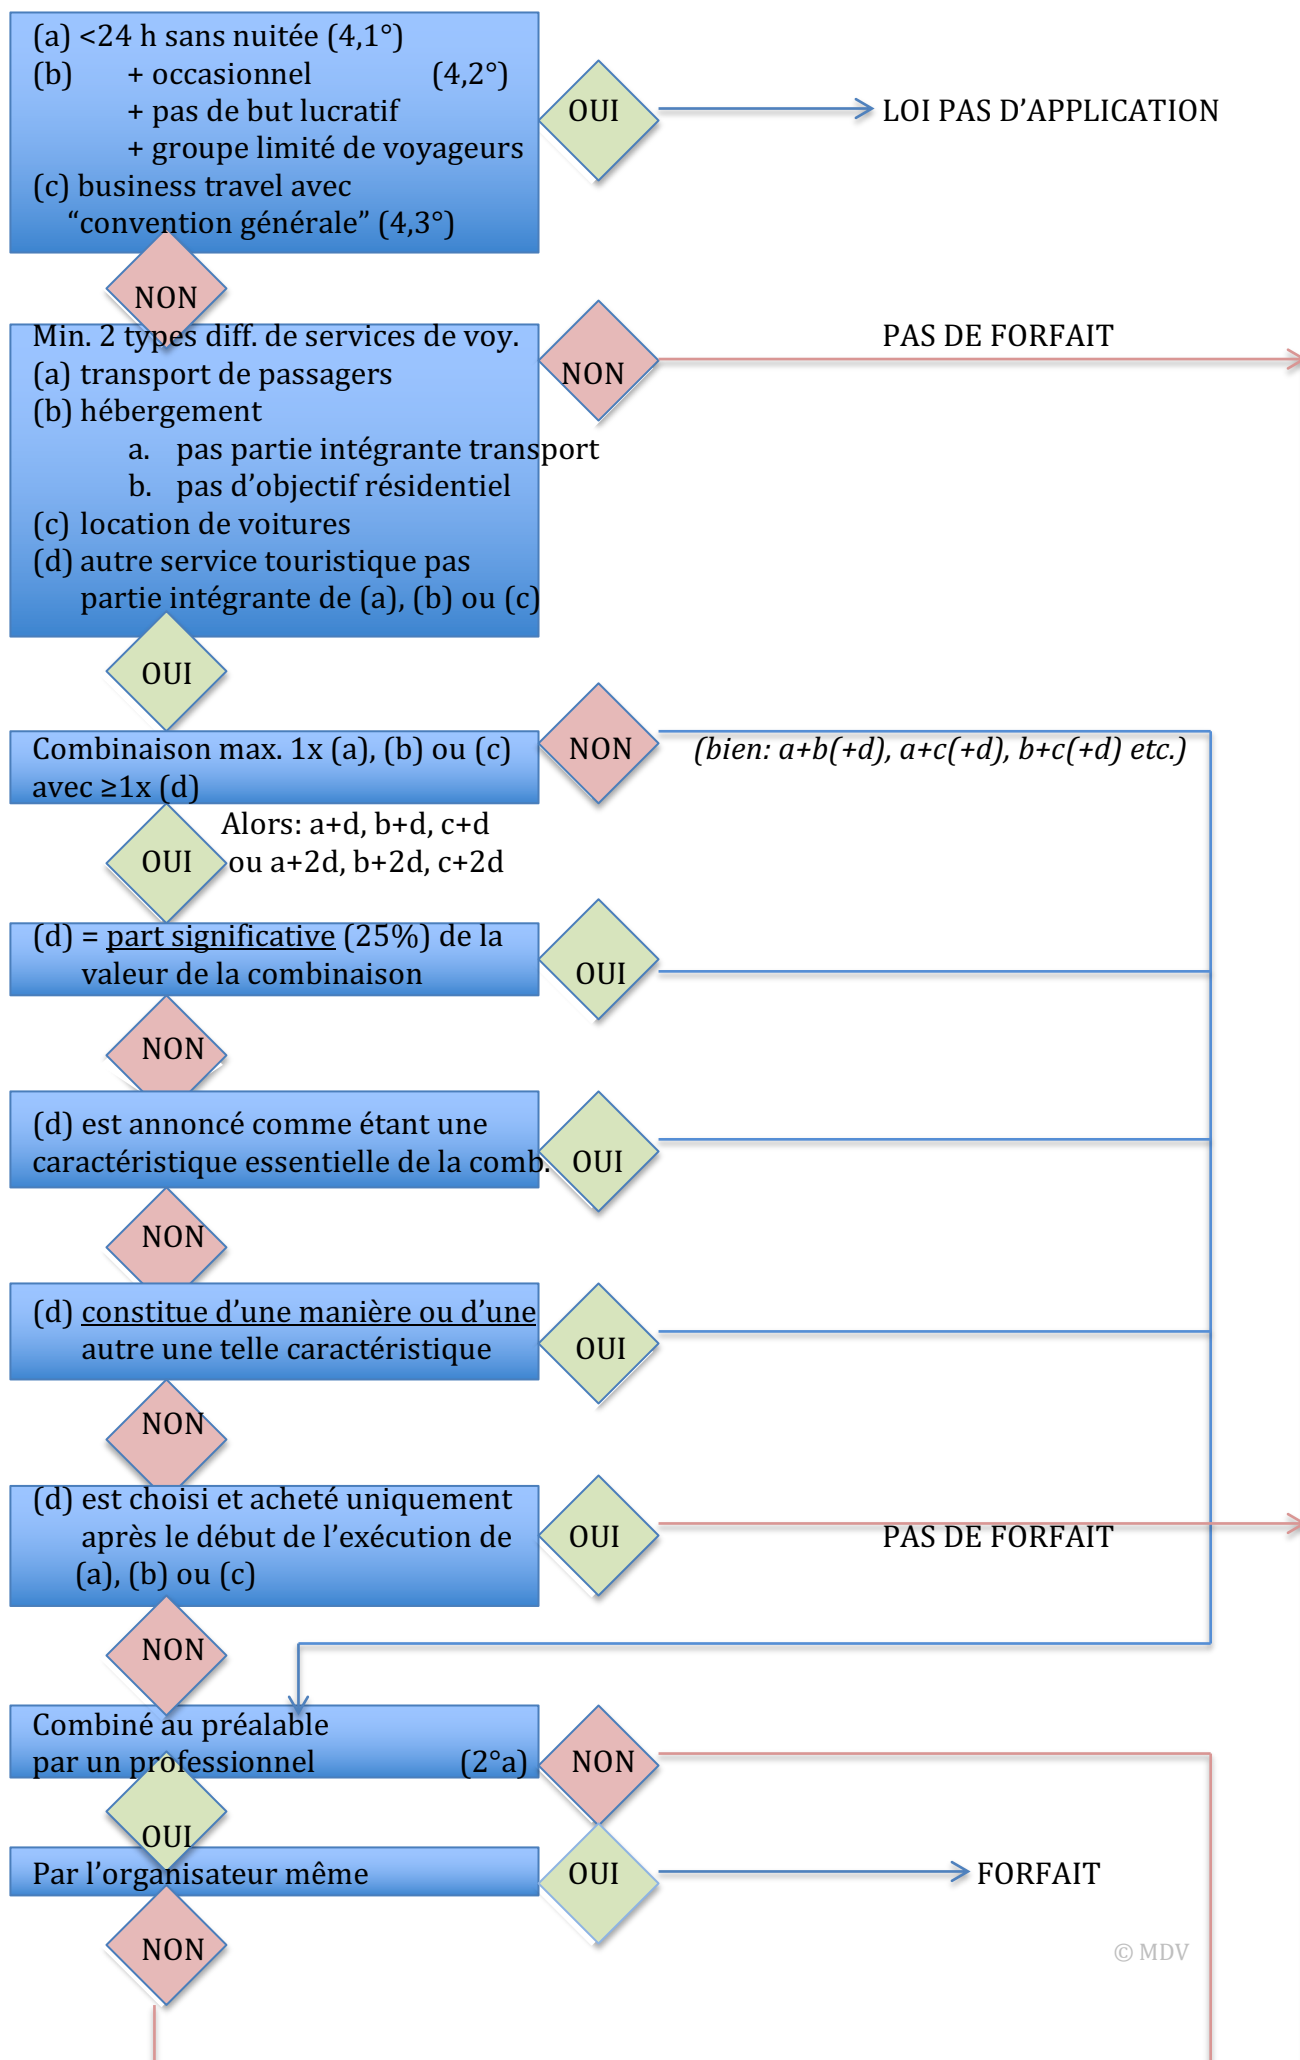 (a) <24 h sans nuitée (4,1°)
(b) + occasionnel (4,2°)
+ pas de but lucratif
+ groupe limité de voyageurs
(c) business travel avec
“convention générale” (4,3°)
OUI
LOI PAS D’APPLICATION
NON
Min. 2 types diff. de services de voy.
(a) transport de passagers
(b) hébergement
a. pas partie intégrante transport
b. pas d’objectif résidentiel
(c) location de voitures
(d) autre service touristique pas
partie intégrante de (a), (b) ou (c)
NON
PAS DE FORFAIT
OUI
Combinaison max. 1x (a), (b) ou (c)
avec ≥1x (d)
NON
(bien: a+b(+d), a+c(+d), b+c(+d) etc.)
OUI
Alors: a+d, b+d, c+d
ou a+2d, b+2d, c+2d
(d) = part significative (25%) de la
valeur de la combinaison
OUI
NON
(d) est annoncé comme étant une
caractéristique essentielle de la comb.
OUI
NON
(d) constitue d’une manière ou d’une
autre une telle caractéristique
OUI
NON
(d) est choisi et acheté uniquement
après le début de l’exécution de
(a), (b) ou (c)
OUI
PAS DE FORFAIT
NON
Combiné au préalable
par un professionnel (2°a)
NON
OUI
Par l’organisateur même
OUI
FORFAIT
NON
© MDV